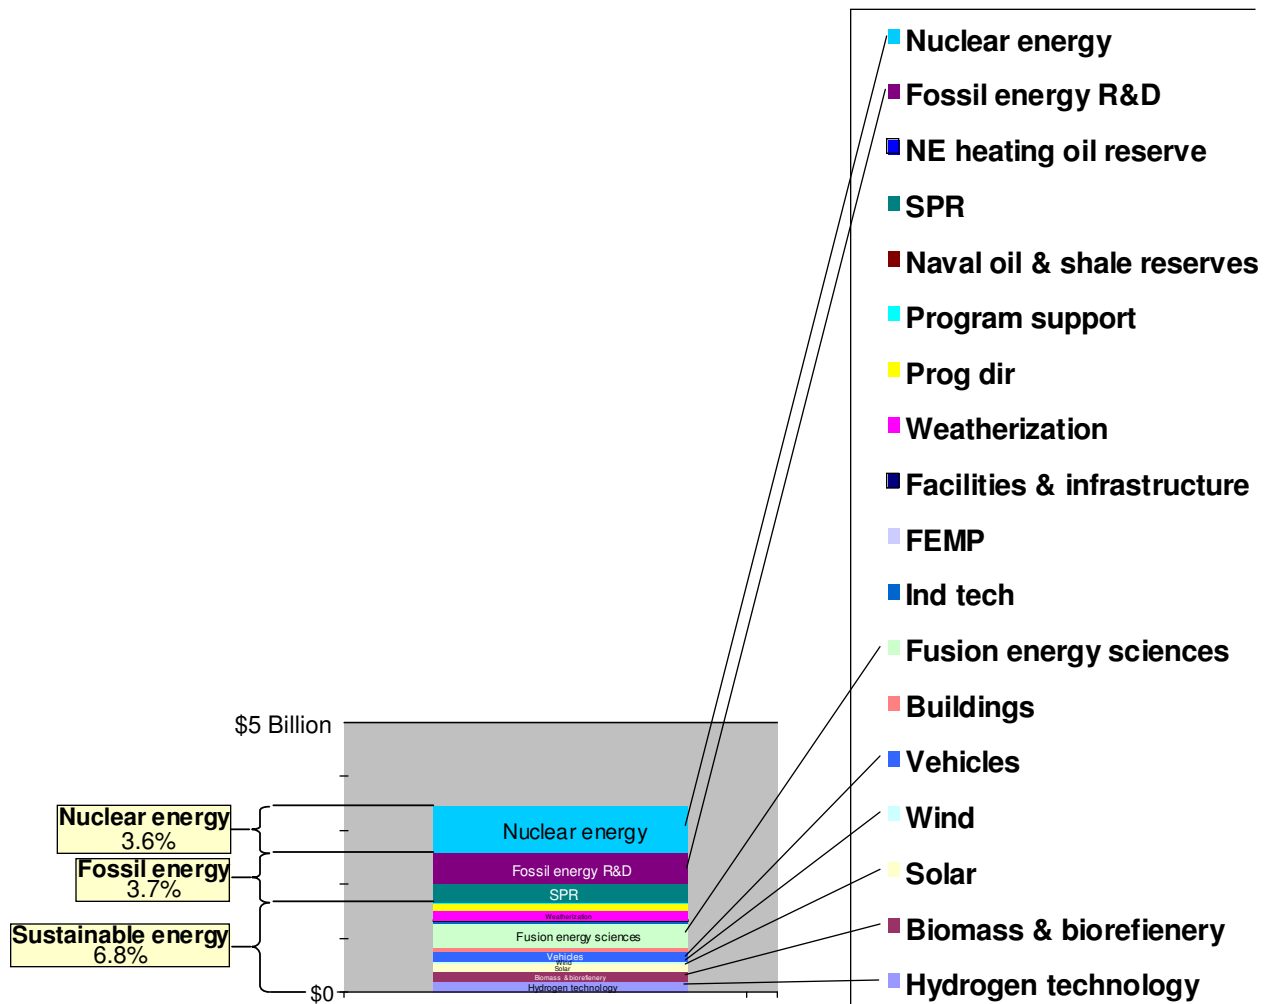 Nuclear energy
Fossil energy R&D
NE heating oil reserve
SPR
Naval oil & shale reserves
Program support
Prog dir
Weatherization
Facilities & infrastructure
FEMP
Ind tech
Fusion energy sciences
Buildings
Vehicles
Wind
Solar
Biomass & biorefienery
Hydrogen technology
$5 Billion
$0
Nuclear energy
3.6%
Fossil energy
3.7%
Sustainable energy
6.8%
Nuclear energy
Fossil energy R&D
SPR
Weatherization
Fusion energy sciences
Vehicles
Wind
Solar
Biomass & biorefienery
Hydrogen technology